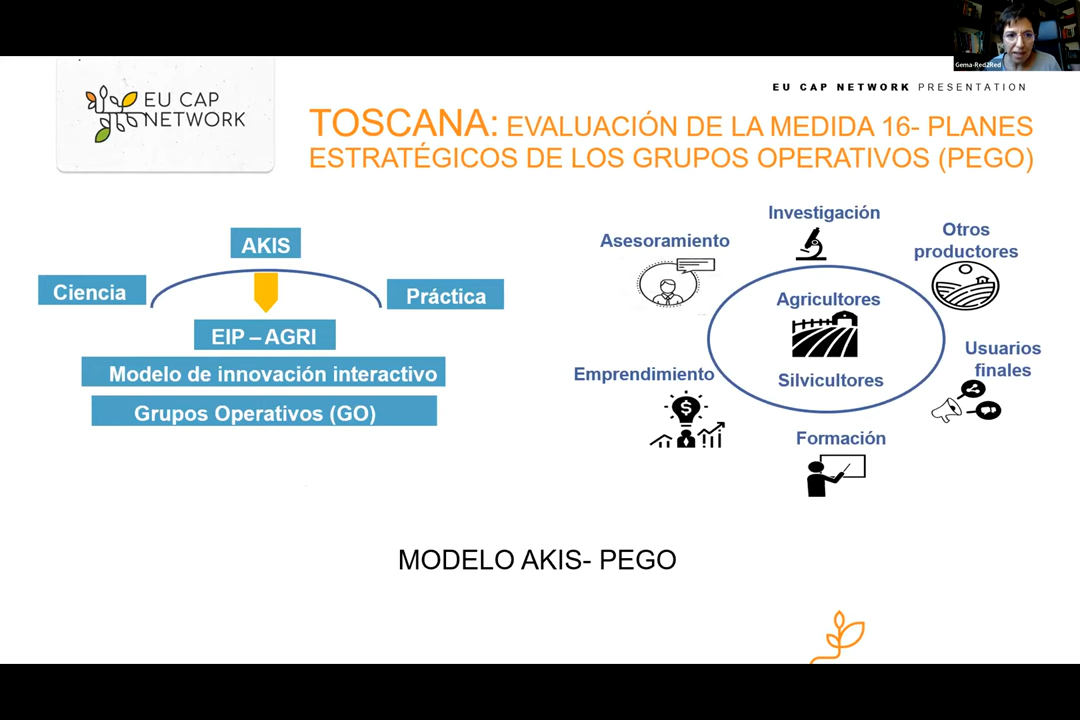 Gema-Red2Red
EU CAP
NETWORK
EU CAP NETWORK PRESENTATION
TOSCANA: EVALUACIÓN DE LA MEDIDA 16- PLANES
ESTRATÉGICOS DE LOS GRUPOS OPERATIVOS (PEGO)
AKIS
Ciencia
Práctica
EIP – AGRI
Modelo de innovación interactivo
Grupos Operativos (GO)
Investigación
Asesoramiento
Otros
productores
Agricultores
Silvicultores
Usuarios
finales
Emprendimiento
Formación
MODELO AKIS- PEGO